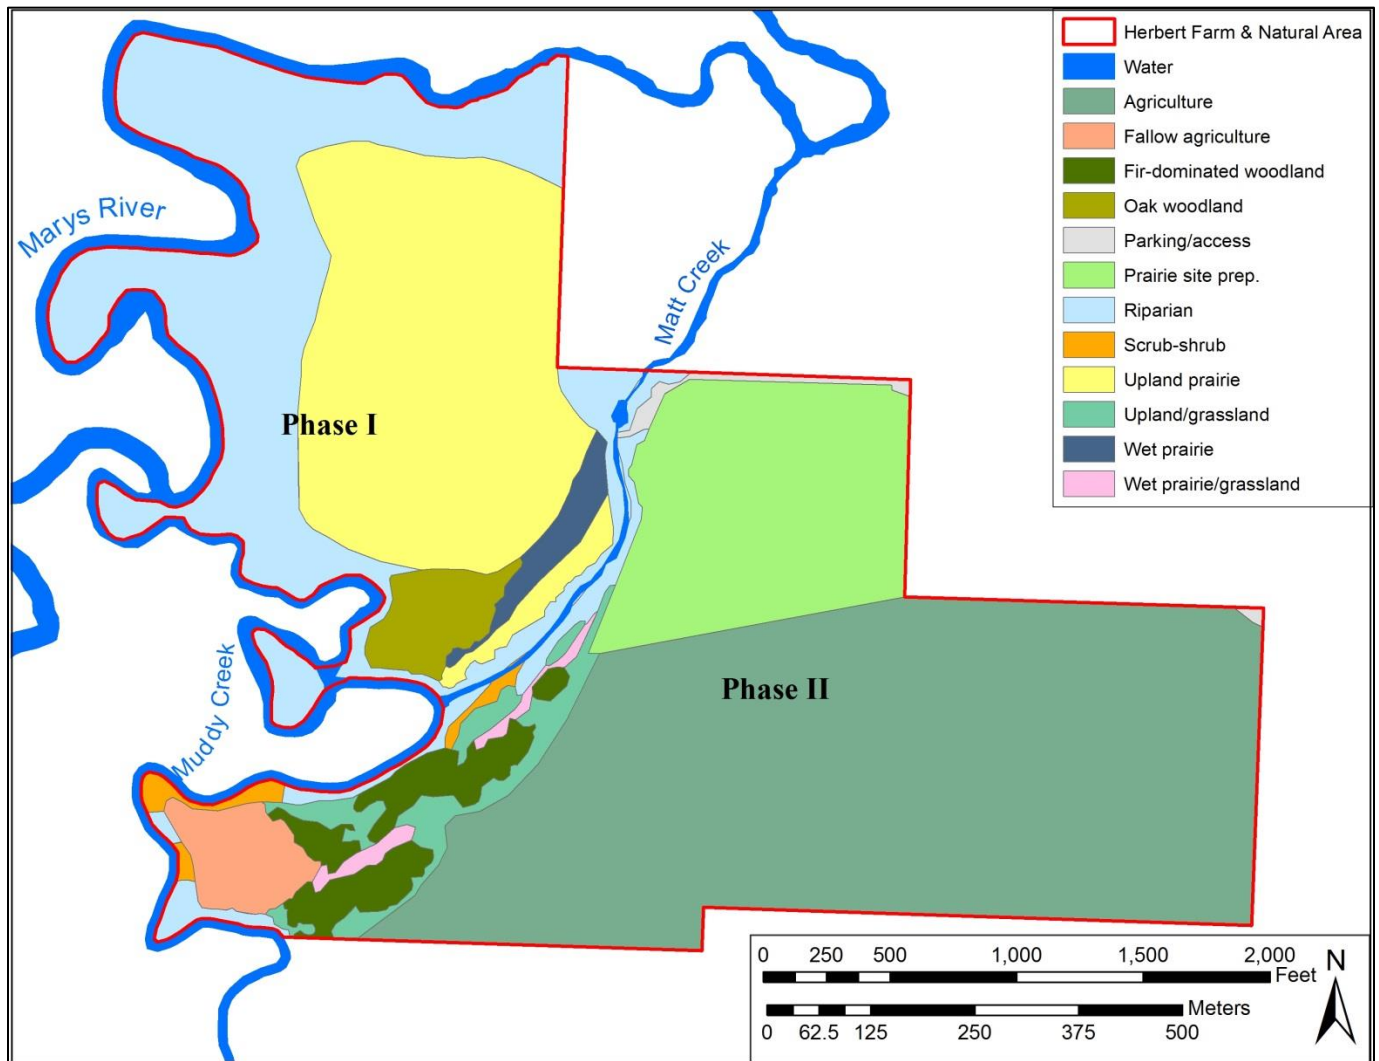 Herbert Farm & Natural Area
Water
Agriculture
Fallow agriculture
Fir-dominated woodland
Oak woodland
Parking/access
Prairie site prep.
Riparian
Scrub-shrub
Upland prairie
Upland/grassland
Wet prairie
Wet prairie/grassland
Marys River
Matt Creek
Phase I
Muddy Creek
Phase II
0 250 500 1,000 1,500 2,000
Feet
N
Meters
0 62.5 125 250 375 500